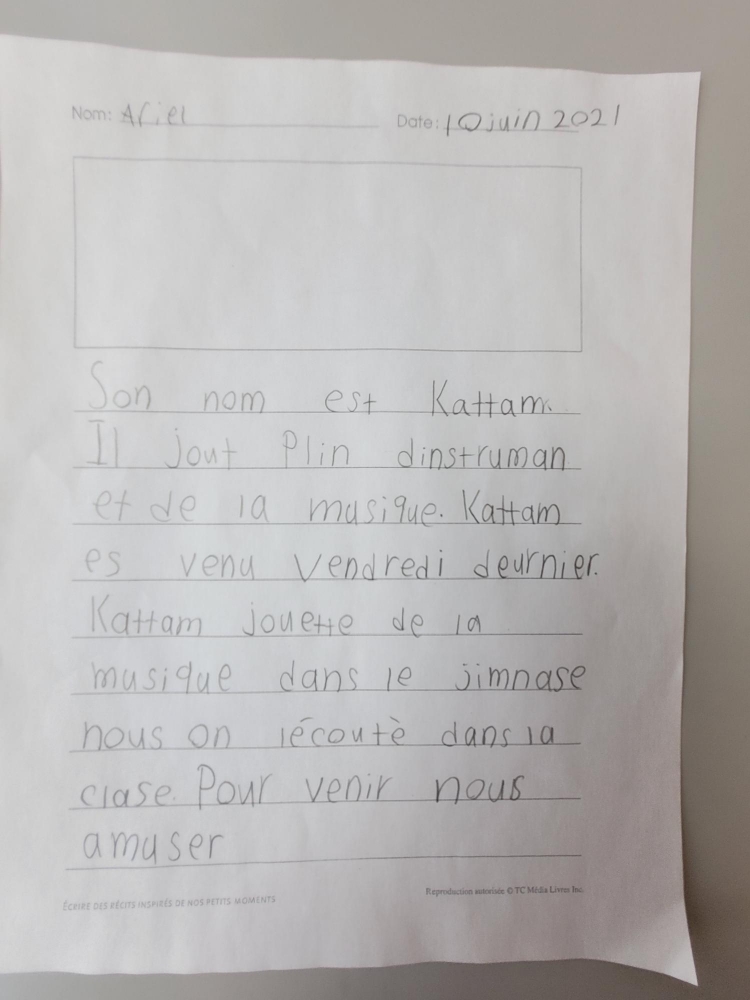 Nom: Ariel Date: 10 juin 2021
Son nom est Kattam.
Il jout Plin dinstruman
et de la musique. Kattam
es venu Vendredi deurnier.
Kattam jouette de la
musique dans le jimnase
nous on lécoutè dans la
clase. Pour venir nous
amuser
Reproduction autorisée © TC Média Livres Inc.
ÉCRIRE DES RÉCITS INSPIRÉS DE NOS PETITS MOMENTS